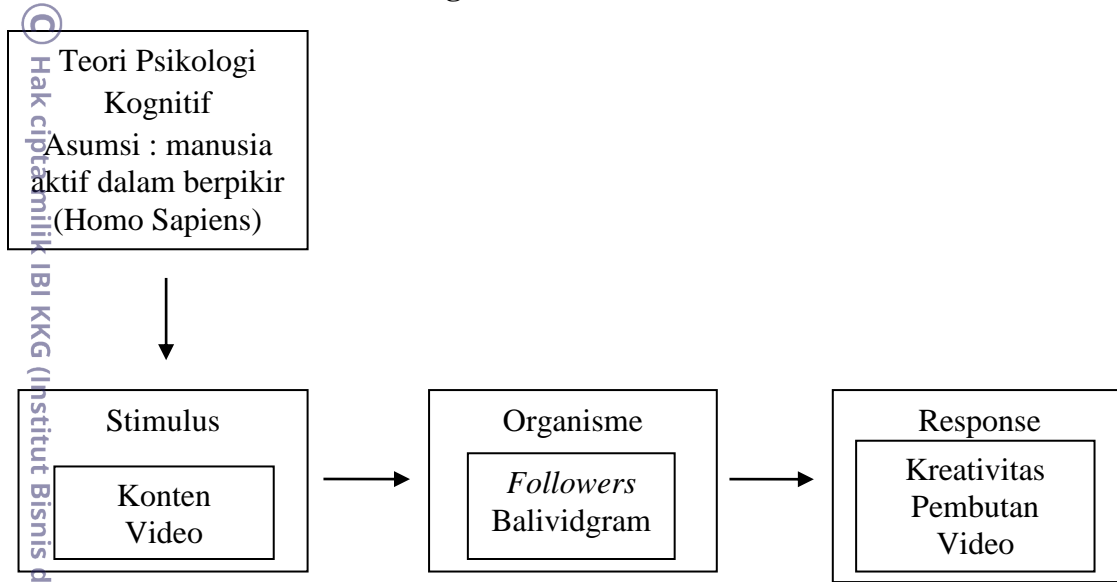 Teori Psikologi
Kognitif
Asumsi : manusia
aktif dalam berpikir
(Homo Sapiens)
Stimulus
Konten
Video
Organisme
Followers
Balividgram
Response
Kreativitas
Pembutan
Video
© Hak cipta milik IBI KKG (Institut Bisnis d